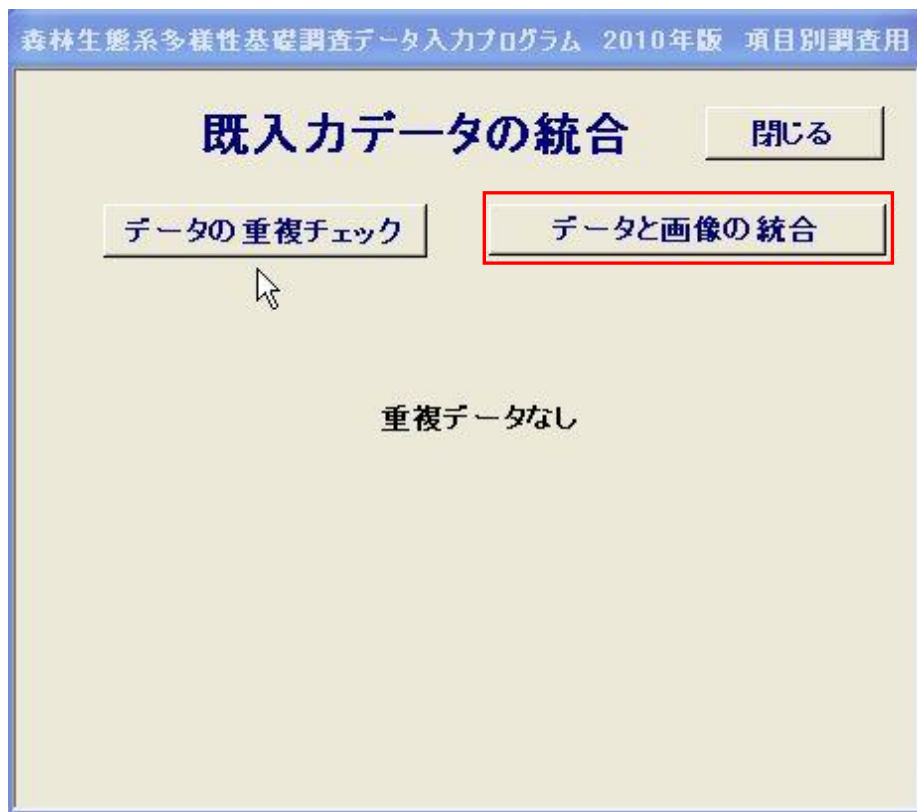 森林生態系多様性基礎調査データ入力プログラム 2010年版 項目別調査用
既入力データの統合 閉じる
データの重複チェック データと画像の統合
重複データなし